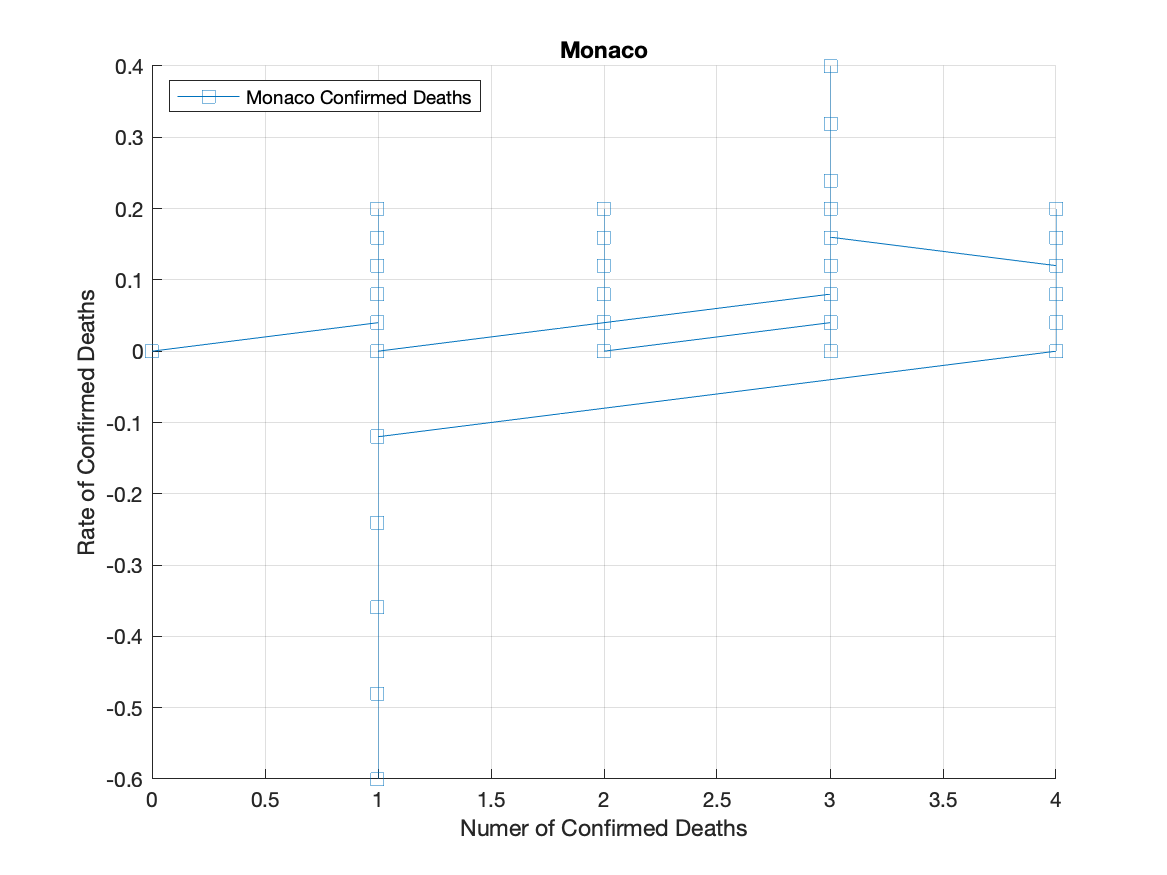 Monaco
Monaco Confirmed Deaths
0.4
0.3
0.2
0.1
0
-0.1
-0.2
-0.3
-0.4
-0.5
-0.6
Rate of Confirmed Deaths
0 0.5 1 1.5 2 2.5 3 3.5 4
Numer of Confirmed Deaths